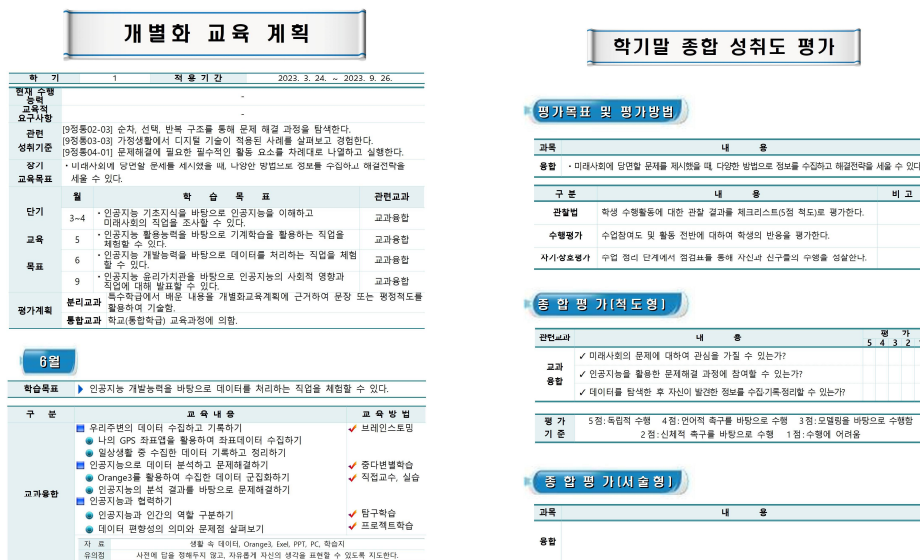 개별화 교육 계획
학 기 1 적 용 기 간 2023. 3. 24. ~ 2023. 9. 26.
현재 수행 능력 -
교육적 요구사항 -
관련 성취기준
[9정통02-03] 순차, 선택, 반복 구조를 통해 문제 해결 과정을 탐색한다.
[9정통03-03] 가정생활에서 디지털 기술이 적용된 사례를 살펴보고 경험한다.
[9정통04-01] 문제해결에 필요한 필수적인 활동 요소를 차례대로 나열하고 실행한다.
장기 교육목표
・미래사회에 당면할 문제를 제시했을 때, 다양한 방법으로 정보를 수집하고 해결전략을
세울 수 있다.
단기 교육 목표
월 학 습 목 표 관련교과
3~4 ・인공지능 기초지식을 바탕으로 인공지능을 이해하고 교과융합
미래사회의 직업을 조사할 수 있다.
5 ・인공지능 활용능력을 바탕으로 기계학습을 활용하는 직업을 교과융합
체험할 수 있다.
6 ・인공지능 개발능력을 바탕으로 데이터를 처리하는 직업을 체험 교과융합
할 수 있다.
9 ・인공지능 윤리가치관을 바탕으로 인공지능의 사회적 영향과 교과융합
직업에 대해 발표할 수 있다.
평가계획
분리교과 특수학급에서 배운 내용을 개별화교육계획에 근거하여 문장 또는 평정척도를
활용하여 기술함.
통합교과 학교(통합학급) 교육과정에 의함.
6월
학습목표 ▶ 인공지능 개발능력을 바탕으로 데이터를 처리하는 직업을 체험할 수 있다.
구 분 교 육 내 용 교 육 방 법
교과융합
우리주변의 데이터 수집하고 기록하기 ✔ 브레인스토밍
나의 GPS 좌표앱을 활용하여 좌표데이터 수집하기
일상생활 중 수집한 데이터 기록하고 정리하기
인공지능으로 데이터 분석하고 문제해결하기 ✔ 중다변별학습
Orange3를 활용하여 수집한 데이터 군집화하기 ✔ 직접교수, 실습
인공지능의 분석 결과를 바탕으로 문제해결하기
인공지능과 협력하기
인공지능과 인간의 역할 구분하기 ✔ 탐구학습
데이터 편향성의 의미와 문제점 살펴보기 ✔ 프로젝트학습
자 료 생활 속 데이터, Orange3, Exel, PPT, PC, 학습지
유의점 사전에 답을 정해두지 않고, 자유롭게 자신의 생각을 표현할 수 있도록 지도한다.
학기말 종합 성취도 평가
평가목표 및 평가방법
과목 내 용
융합 ・미래사회에 당면할 문제를 제시했을 때, 다양한 방법으로 정보를 수집하고 해결전략을 세울 수 있다
구 분 내 용 비 고
관찰법 학생 수행활동에 대한 관찰 결과를 체크리스트(5점 척도)로 평가한다.
수행평가 수업참여도 및 활동 전반에 대하여 학생의 반응을 평가한다.
자기·상호평가 수업 정리 단계에서 점검표를 통해 자신과 친구들의 수행을 성찰한다.
종 합 평 가[척도형]
관련교과 내 용 평 가
5 4 3 2 1
교과 융합
✓ 미래사회의 문제에 대하여 관심을 가질 수 있는가?
✓ 인공지능을 활용한 문제해결 과정에 참여할 수 있는가?
✓ 데이터를 탐색한 후 자신이 발견한 정보를 수집·기록·정리할 수 있는가?
평 가 기 준
5점:독립적 수행 4점:언어적 촉구를 바탕으로 수행 3점:모델링을 바탕으로 수행함
2점:신체적 촉구를 바탕으로 수행 1점:수행에 어려움
종 합 평 가[서술형]
과목 내 용
융합